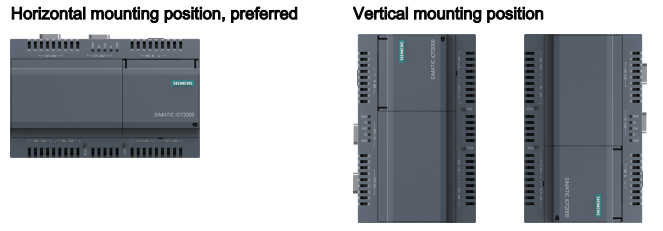 Horizontal mounting position, preferred
Vertical mounting position
SIEMENS
SIMATIC IOT2000
SIEMENS
SIMATIC IOT2000
SIEMENS
SIMATIC IOT2000